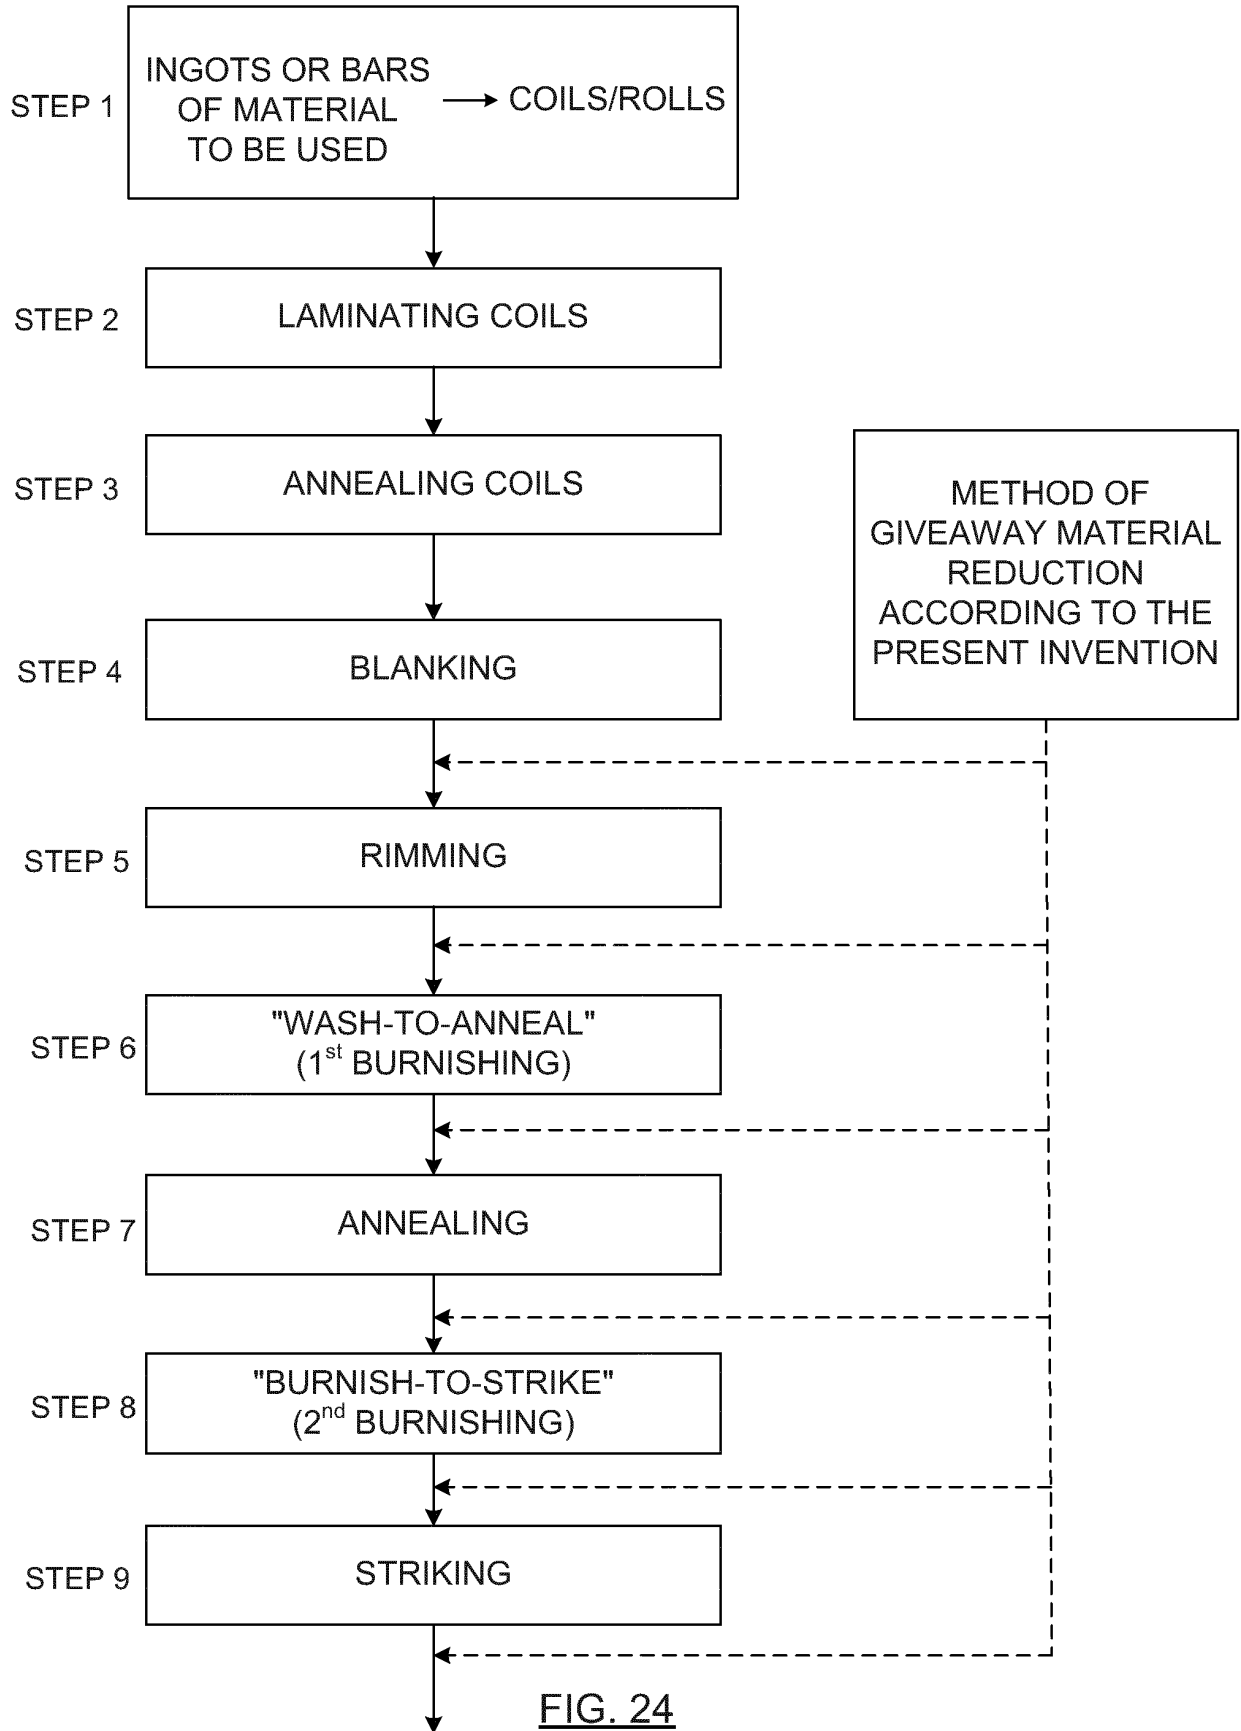 STEP 1
INGOTS OR BARS
OF MATERIAL
TO BE USED
COILS/ROLLS
STEP 2
LAMINATING COILS
STEP 3
ANNEALING COILS
METHOD OF
GIVEAWAY MATERIAL
REDUCTION
ACCORDING TO THE
PRESENT INVENTION
STEP 4
BLANKING
STEP 5
RIMMING
STEP 6
"WASH-TO-ANNEAL"
(1st BURNISHING)
STEP 7
ANNEALING
STEP 8
"BURNISH-TO-STRIKE"
(2nd BURNISHING)
STEP 9
STRIKING
FIG. 24